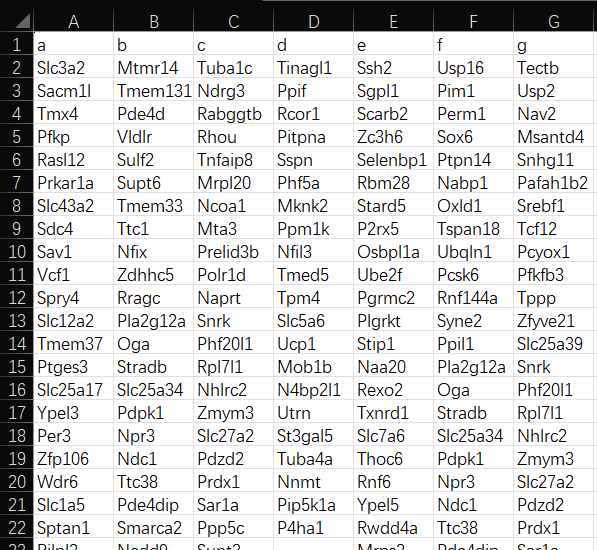 A B C D E F G
1 a b c d e f g
2 Slc3a2 Mtmr14 Tuba1c Tinagl1 Ssh2 Usp16 Tectb
3 Sacm1l Tmem131 Ndrg3 Ppif Sgpl1 Pim1 Usp2
4 Tmx4 Pde4d Rabggtb Rcor1 Scarb2 Perm1 Nav2
5 Pfkp Vldlr Rhou Pitpna Zc3h6 Sox6 Msantd4
6 Rasl12 Sulf2 Tnfaip8 Sspn Selenbp1 Ptpn14 Snhg11
7 Prkar1a Supt6 Mrpl20 Phf5a Rbm28 Nabp1 Pafah1b2
8 Slc43a2 Tmem33 Ncoa1 Mknk2 Stard5 Oxld1 Srebf1
9 Sdc4 Ttc1 Mta3 Ppm1k P2rx5 Tspan18 Tcf12
10 Sav1 Nfix Prelid3b Nfil3 Osbpl1a Ubqln1 Pcyox1
11 Vcf1 Zdhhc5 Polr1d Tmed5 Ube2f Pcsk6 Pfkfb3
12 Spry4 Rragc Naprt Tpm4 Pgrmc2 Rnf144a Tppp
13 Slc12a2 Pla2g12a Snrk Slc5a6 Plgrkt Syne2 Zfyve21
14 Tmem37 Oga Phf20l1 Ucp1 Stip1 Ppil1 Slc25a39
15 Ptges3 Stradb Rpl7l1 Mob1b Naa20 Pla2g12a Snrk
16 Slc25a17 Slc25a34 Nhlrc2 N4bp2l1 Rexo2 Oga Phf20l1
17 Ypel3 Pdpk1 Zmym3 Utrn Txnrd1 Stradb Rpl7l1
18 Per3 Npr3 Slc27a2 St3gal5 Slc7a6 Slc25a34 Nhlrc2
19 Zfp106 Ndc1 Pdzd2 Tuba4a Thoc6 Pdpk1 Zmym3
20 Wdr6 Ttc38 Prdx1 Nnmt Rnf6 Npr3 Slc27a2
21 Slc1a5 Pde4dip Sar1a Pip5k1a Ypel5 Ndc1 Pdzd2
22 Sptan1 Smarca2 Ppp5c P4ha1 Rwdd4a Ttc38 Prdx1
23 Nedd9 Pde4dip Sar1a